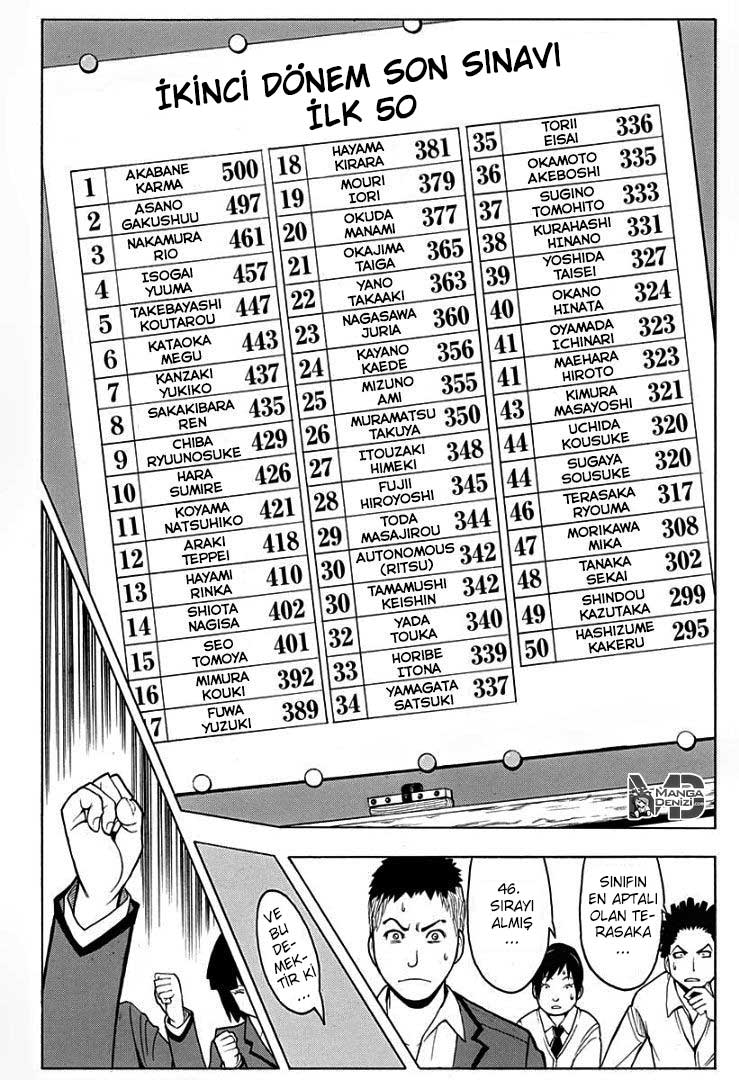 İKİNCİ DÖNEM SON SINAVI
İLK 50
1 AKABANE KARMA 500
2 ASANO GAKUSHUU 497
3 NAKAMURA RIO 461
4 ISOGAI YUUMA 457
5 TAKEBAYASHI KOUTAROU 447
6 KATAOKA MEGU 443
7 KANZAKI YUKIKO 437
8 SAKAKIBARA REN 435
9 CHIBA RYUUNOSUKE 429
10 HARA SUMIRE 426
11 KOYAMA NATSUHIKO 421
12 ARAKI TEPPEI 418
13 HAYAMI RINKA 410
14 SHIOTA NAGISA 402
15 SEO TOMOYA 401
16 MIMURA KOUKI 392
17 FUWA YUZUKI 389
18 HAYAMA KIRARA 381
19 MOURI IORI 379
20 OKUDA MANAMI 377
21 OKAJIMA TAIGA 365
22 YANO TAKAAKI 363
23 NAGASAWA JURIA 360
24 KAYANO KAEDE 356
25 MIZUNO AMI 355
26 MURAMATSU TAKUYA 350
27 ITOUZAKI HIMEKI 348
28 FUJII HIROYOSHI 345
29 TODA MASAJIROU 344
30 AUTONOMOUS (RITSU) 342
30 TAMAMUSHI KEISHIN 342
32 YADA TOUKA 340
33 HORIBE ITONA 339
34 YAMAGATA SATSUKI 337
35 TORII EISAI 336
36 OKAMOTO AKEBOSHI 335
37 SUGINO TOMOHITO 333
38 KURAHASHI HINANO 331
39 YOSHIDA TAISEI 327
40 OKANO HINATA 324
41 OYAMADA ICHINARI 323
41 MAEHARA HIROTO 323
43 KIMURA MASAYOSHI 321
44 UCHIDA KOUSUKE 320
44 SUGAYA SOUSUKE 320
46 TERASAKA RYOUMA 317
47 MORIKAWA MIKA 308
48 TANAKA SEKAI 302
49 SHINDOU KAZUTAKA 299
50 HASHIZUME KAKERU 295
MD
MANGA
DENİZİ
SINIFIN
EN APTALI
OLAN TE-
RASAKA
...
46.
SIRAYI
ALMIŞ
...
VE
BU
DE-
MEK-
TİR Kİ
...